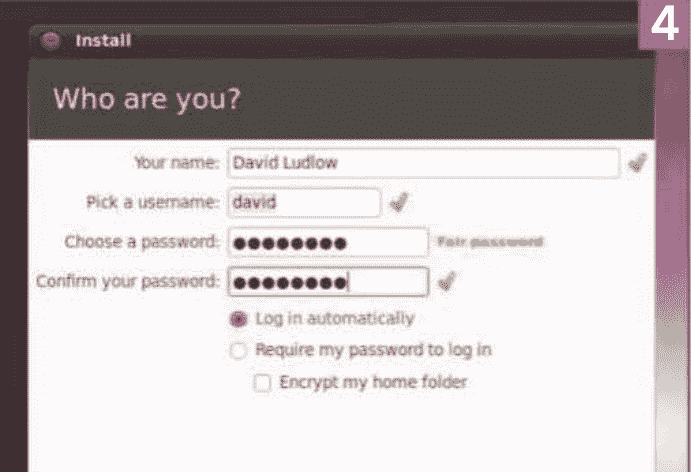 4
Install
Who are you?
Your name: David Ludlow
Pick a username: david
Choose a password: ●●●●●●●● Fair password
Confirm your password: ●●●●●●●●
Log in automatically
Require my password to log in
Encrypt my home folder